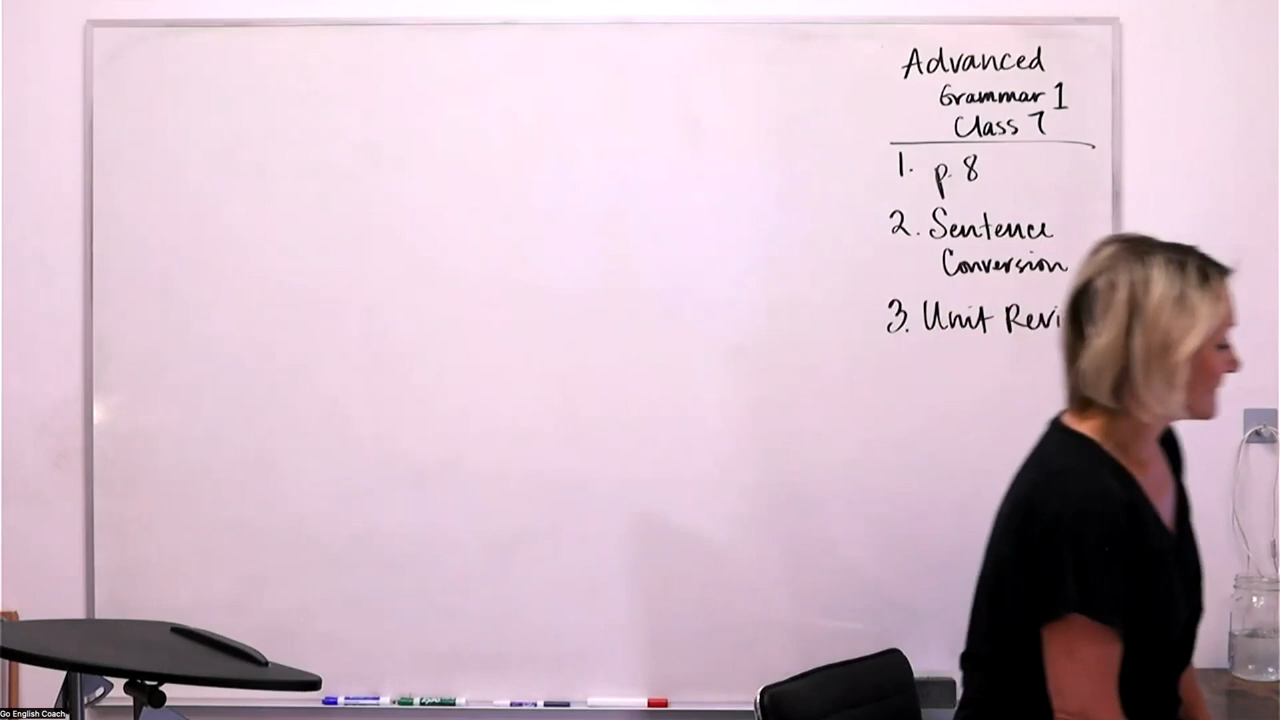 Advanced
Grammar 1
Class 7
1. p. 8
2. Sentence
Conversion
3. Unit Revi
Go English Coach